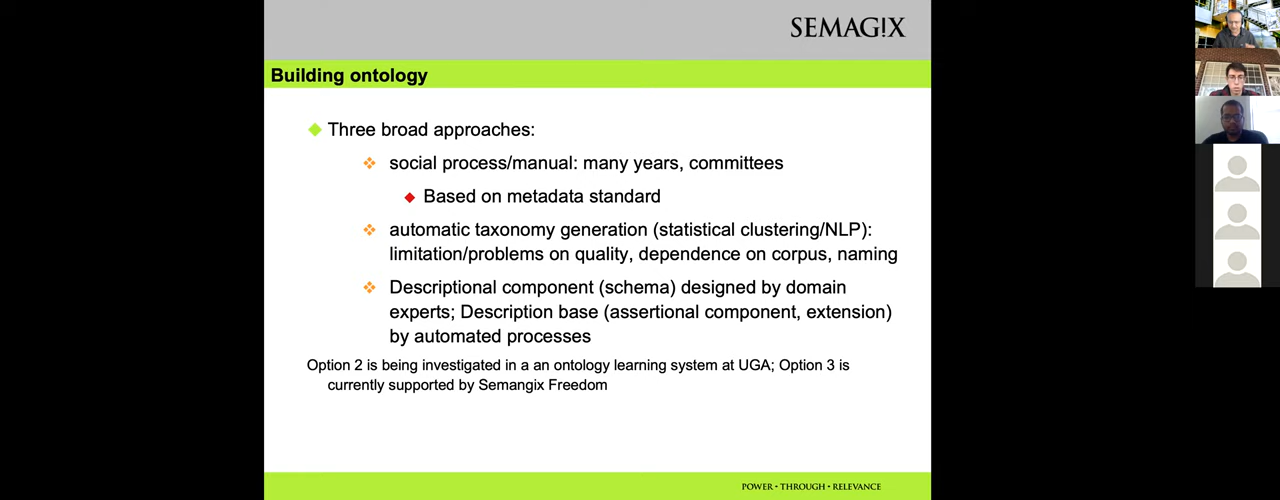 SEMAG!X
Building ontology
Three broad approaches:
social process/manual: many years, committees
Based on metadata standard
automatic taxonomy generation (statistical clustering/NLP):
limitation/problems on quality, dependence on corpus, naming
Descriptional component (schema) designed by domain
experts; Description base (assertional component, extension)
by automated processes
Option 2 is being investigated in a an ontology learning system at UGA; Option 3 is
currently supported by Semangix Freedom
POWER • THROUGH • RELEVANCE